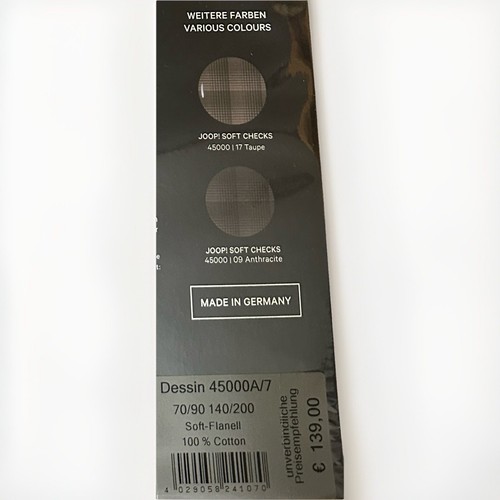 WEITERE FARBEN
VARIOUS COLOURS
JOOP! SOFT CHECKS
45000 | 17 Taupe
JOOP! SOFT CHECKS
45000 | 09 Anthracite
MADE IN GERMANY
Dessin 45000A/7
70/90 140/200
Soft-Flanell
100 % Cotton
4 029058 241070
unverbindliche
Preisempfehlung
€ 139,00